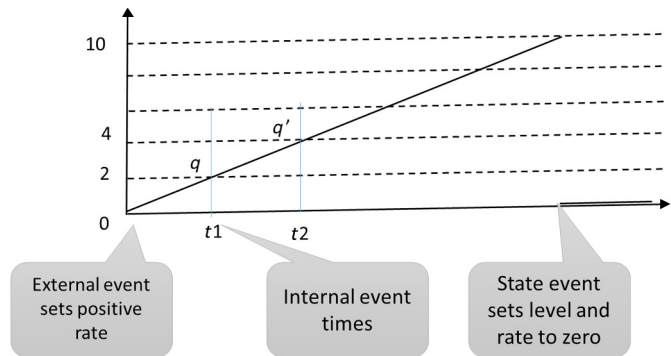 10
4
2
0
q
q'
t1
t2
External event
sets positive
rate
Internal event
times
State event
sets level and
rate to zero